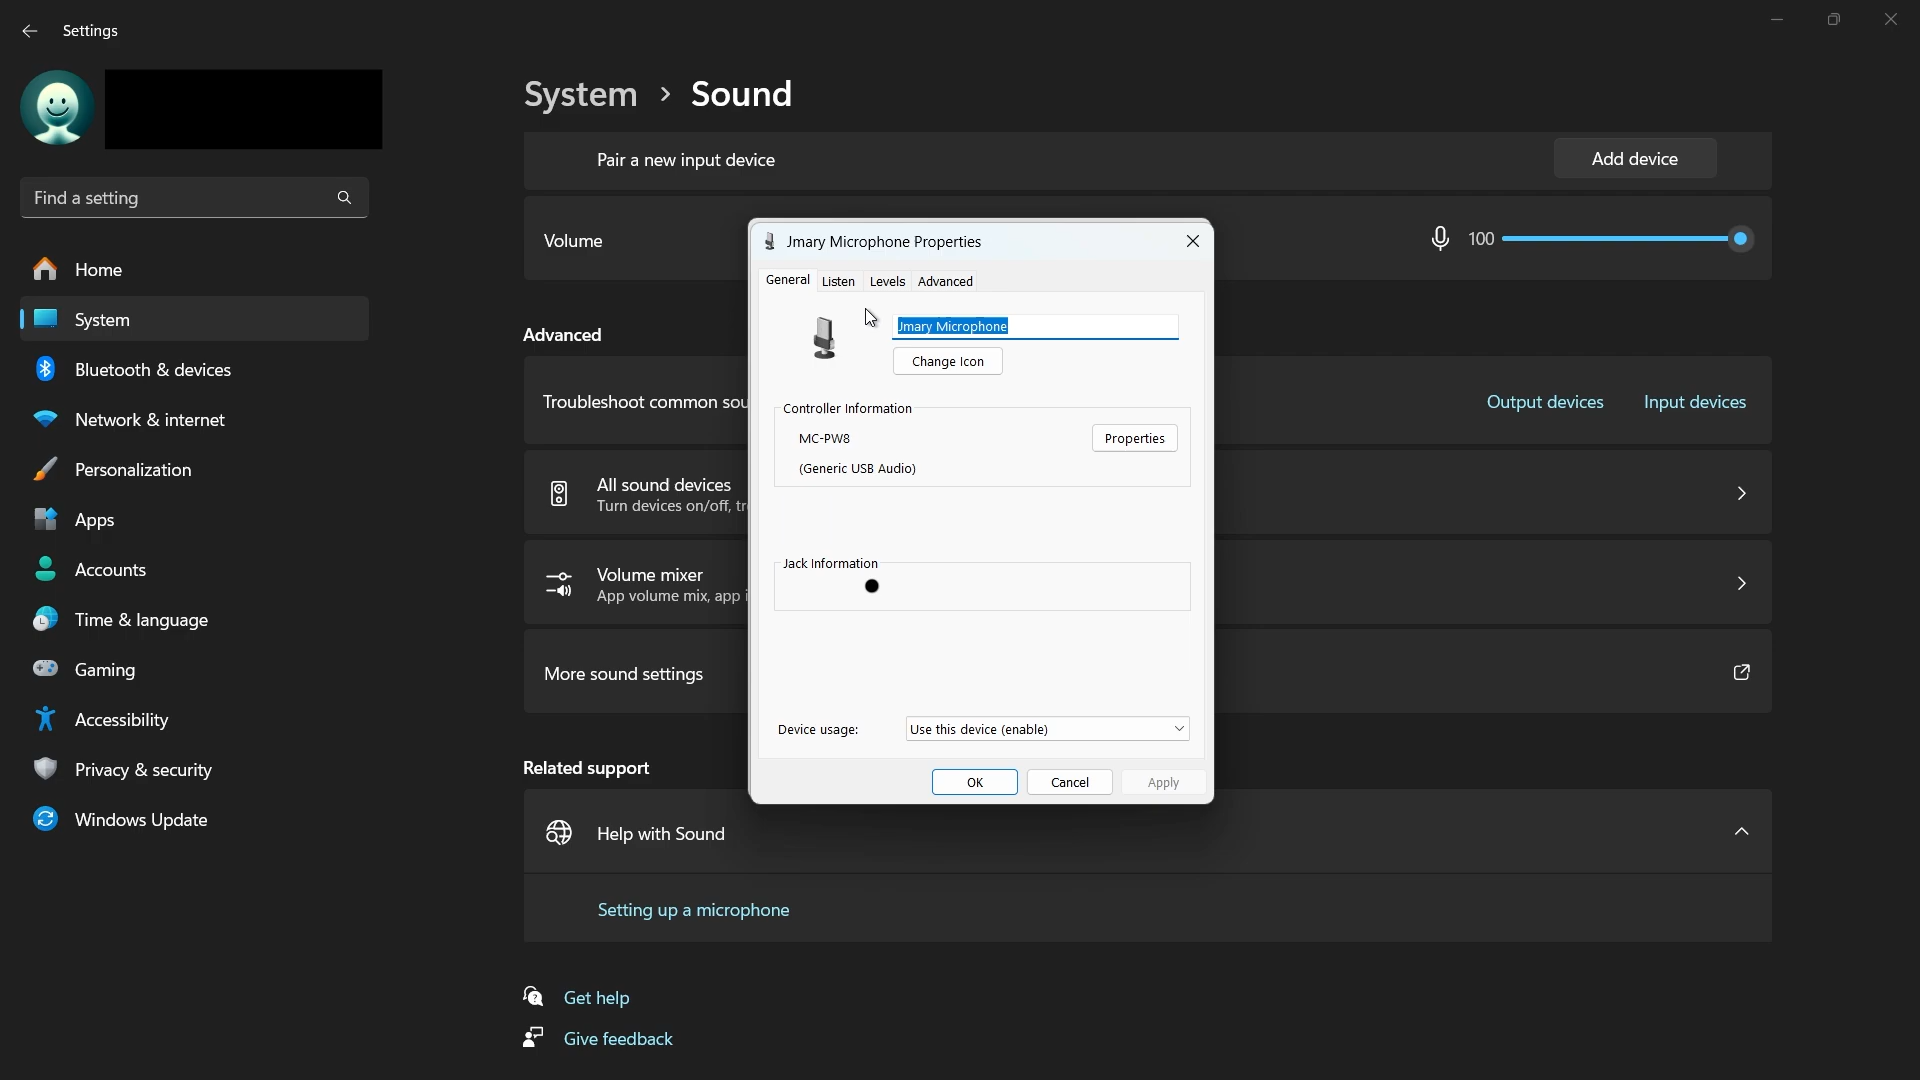 Settings
Find a setting
Home
System
Bluetooth & devices
Network & internet
Personalization
Apps
Accounts
Time & language
Gaming
Accessibility
Privacy & security
Windows Update
System > Sound
Pair a new input device
Add device
Volume
100
Advanced
Troubleshoot common sou
Output devices
Input devices
All sound devices
Turn devices on/off, tr
Volume mixer
App volume mix, app i
More sound settings
Related support
Help with Sound
Setting up a microphone
Get help
Give feedback
Jmary Microphone Properties
General
Listen
Levels
Advanced
Jmary Microphone
Change Icon
Controller Information
MC-PW8
Properties
(Generic USB Audio)
Jack Information
Device usage:
Use this device (enable)
OK
Cancel
Apply